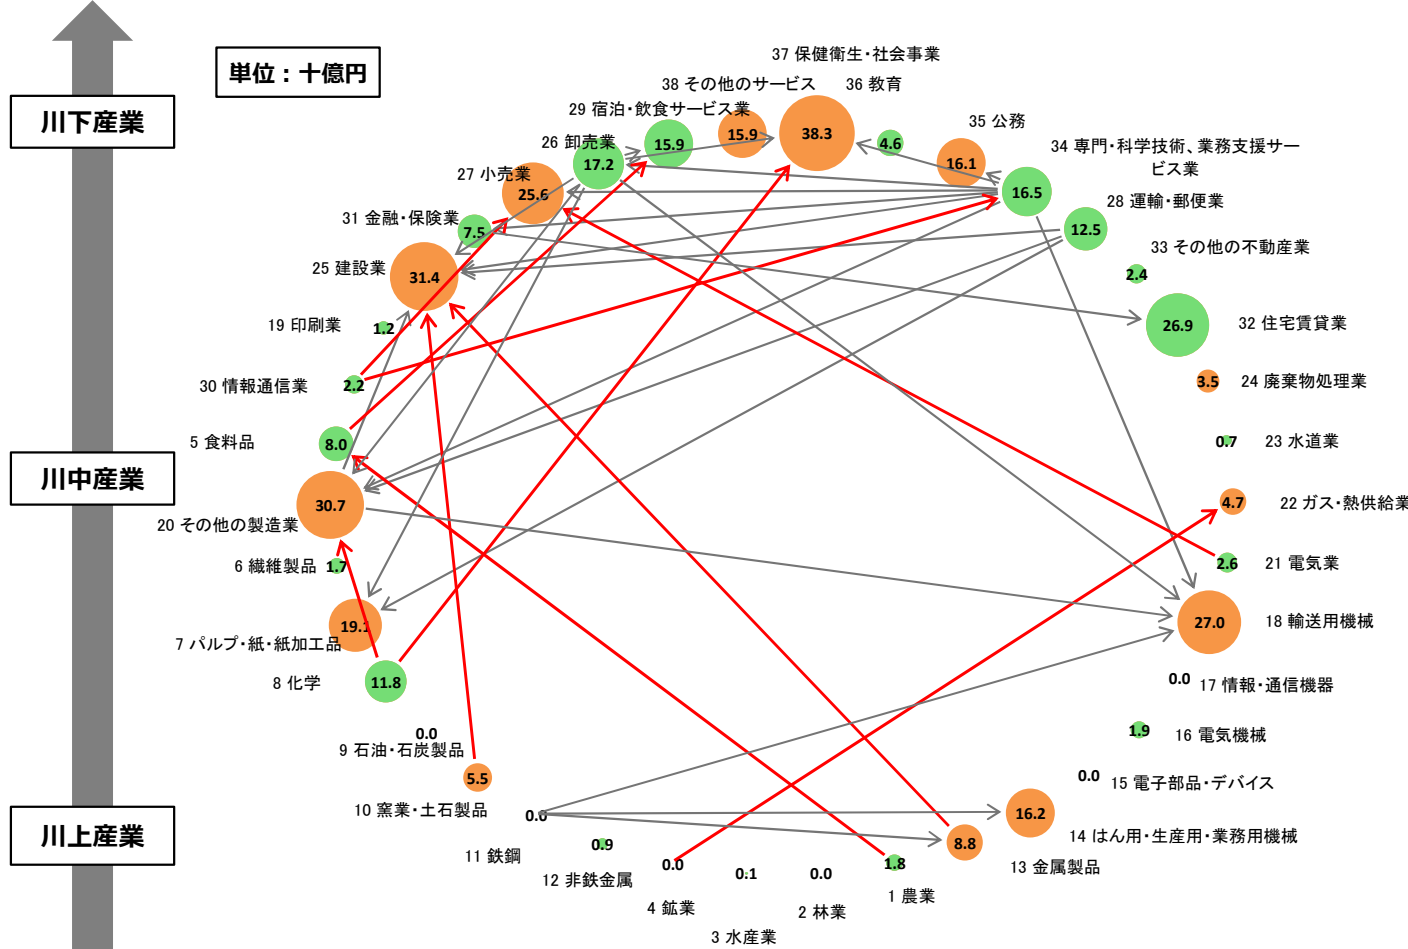 単位：十億円
川下産業
川中産業
川上産業
37 保健衛生・社会事業
38.3
38 その他のサービス
15.9
36 教育
4.6
29 宿泊・飲食サービス業
15.9
35 公務
16.1
26 卸売業
17.2
34 専門・科学技術、業務支援サー
ビス業
16.5
27 小売業
25.6
28 運輸・郵便業
12.5
31 金融・保険業
7.5
33 その他の不動産業
2.4
25 建設業
31.4
32 住宅賃貸業
26.9
19 印刷業
1.2
24 廃棄物処理業
3.5
30 情報通信業
2.2
23 水道業
0.7
5 食料品
8.0
22 ガス・熱供給業
4.7
20 その他の製造業
30.7
21 電気業
2.6
6 繊維製品
1.7
18 輸送用機械
27.0
7 パルプ・紙・紙加工品
19.1
17 情報・通信機器
0.0
8 化学
11.8
16 電気機械
1.9
9 石油・石炭製品
0.0
15 電子部品・デバイス
0.0
10 窯業・土石製品
5.5
14 はん用・生産用・業務用機械
16.2
11 鉄鋼
0.0
13 金属製品
8.8
12 非鉄金属
0.9
1 農業
1.8
4 鉱業
0.0
2 林業
0.0
3 水産業
0.1